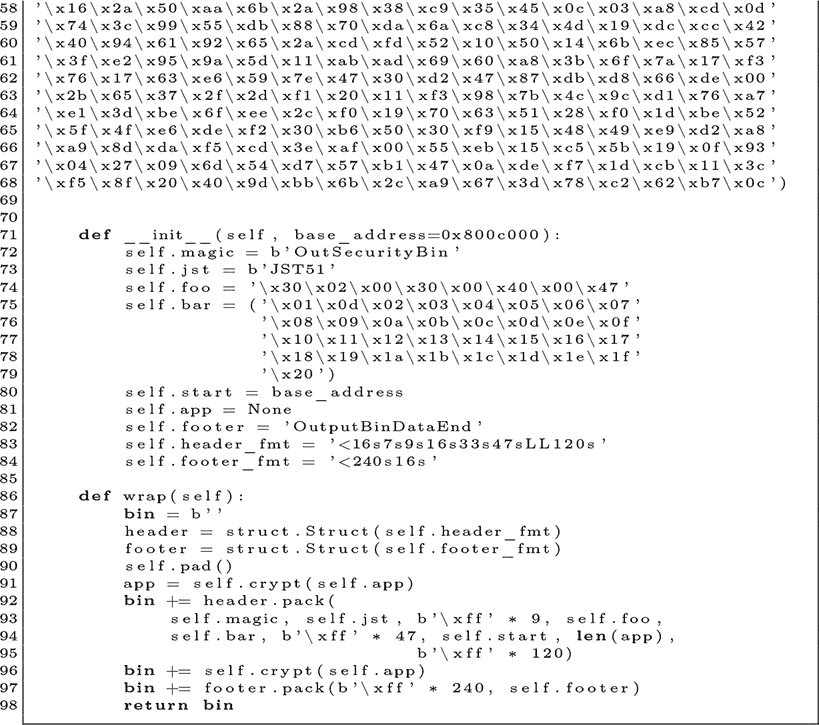 58 '\x16\x2a\x50\xaa\x6b\x2a\x98\x38\xc9\x35\x45\x0c\x03\xa8\xcd\x0d'
59 '\x74\x3c\x99\x55\xdb\x88\x70\xda\x6a\xc8\x34\x4d\x19\xdc\xcc\x42'
60 '\x40\x94\x61\x92\x65\x2a\xcd\xfd\x52\x10\x50\x14\x6b\xec\x85\x57'
61 '\x3f\xe2\x95\x9a\x5d\x11\xab\xad\x69\x60\xa8\x3b\x6f\x7a\x17\xf3'
62 '\x76\x17\x63\xe6\x59\x7e\x47\x30\xd2\x47\x87\xdb\xd8\x66\xde\x00'
63 '\x2b\x65\x37\x2f\x2d\xf1\x20\x11\xf3\x98\x7b\x4c\x9c\xd1\x76\xa7'
64 '\xe1\x3d\xbe\x6f\xee\x2c\xf0\x19\x70\x63\x51\x28\xf0\x1d\xbe\x52'
65 '\x5f\x4f\xe6\xde\xf2\x30\xb6\x50\x30\xf9\x15\x48\x49\xe9\xd2\xa8'
66 '\xa9\x8d\xda\xf5\xcd\x3e\xaf\x00\x55\xeb\x15\xc5\x5b\x19\x0f\x93'
67 '\x04\x27\x09\x6d\x54\xd7\x57\xb1\x47\x0a\xde\xf7\x1d\xcb\x11\x3c'
68 '\xf5\x8f\x20\x40\x9d\xbb\x6b\x2c\xa9\x67\x3d\x78\xc2\x62\xb7\x0c')
69
70
71 def __init__(self, base_address=0x800c000):
72 self.magic = b'OutSecurityBin'
73 self.jst = b'JST51'
74 self.foo = '\x30\x02\x00\x30\x00\x40\x00\x47'
75 self.bar = ('\x01\x0d\x02\x03\x04\x05\x06\x07'
76 '\x08\x09\x0a\x0b\x0c\x0d\x0e\x0f'
77 '\x10\x11\x12\x13\x14\x15\x16\x17'
78 '\x18\x19\x1a\x1b\x1c\x1d\x1e\x1f'
79 '\x20')
80 self.start = base_address
81 self.app = None
82 self.footer = 'OutputBinDataEnd'
83 self.header_fmt = '<16s7s9s16s33s47sLL120s'
84 self.footer_fmt = '<240s16s'
85
86 def wrap(self):
87 bin = b''
88 header = struct.Struct(self.header_fmt)
89 footer = struct.Struct(self.footer_fmt)
90 self.pad()
91 app = self.crypt(self.app)
92 bin += header.pack(
93 self.magic, self.jst, b'\xff' * 9, self.foo,
94 self.bar, b'\xff' * 47, self.start, len(app),
95 b'\xff' * 120)
96 bin += self.crypt(self.app)
97 bin += footer.pack(b'\xff' * 240, self.footer)
98 return bin